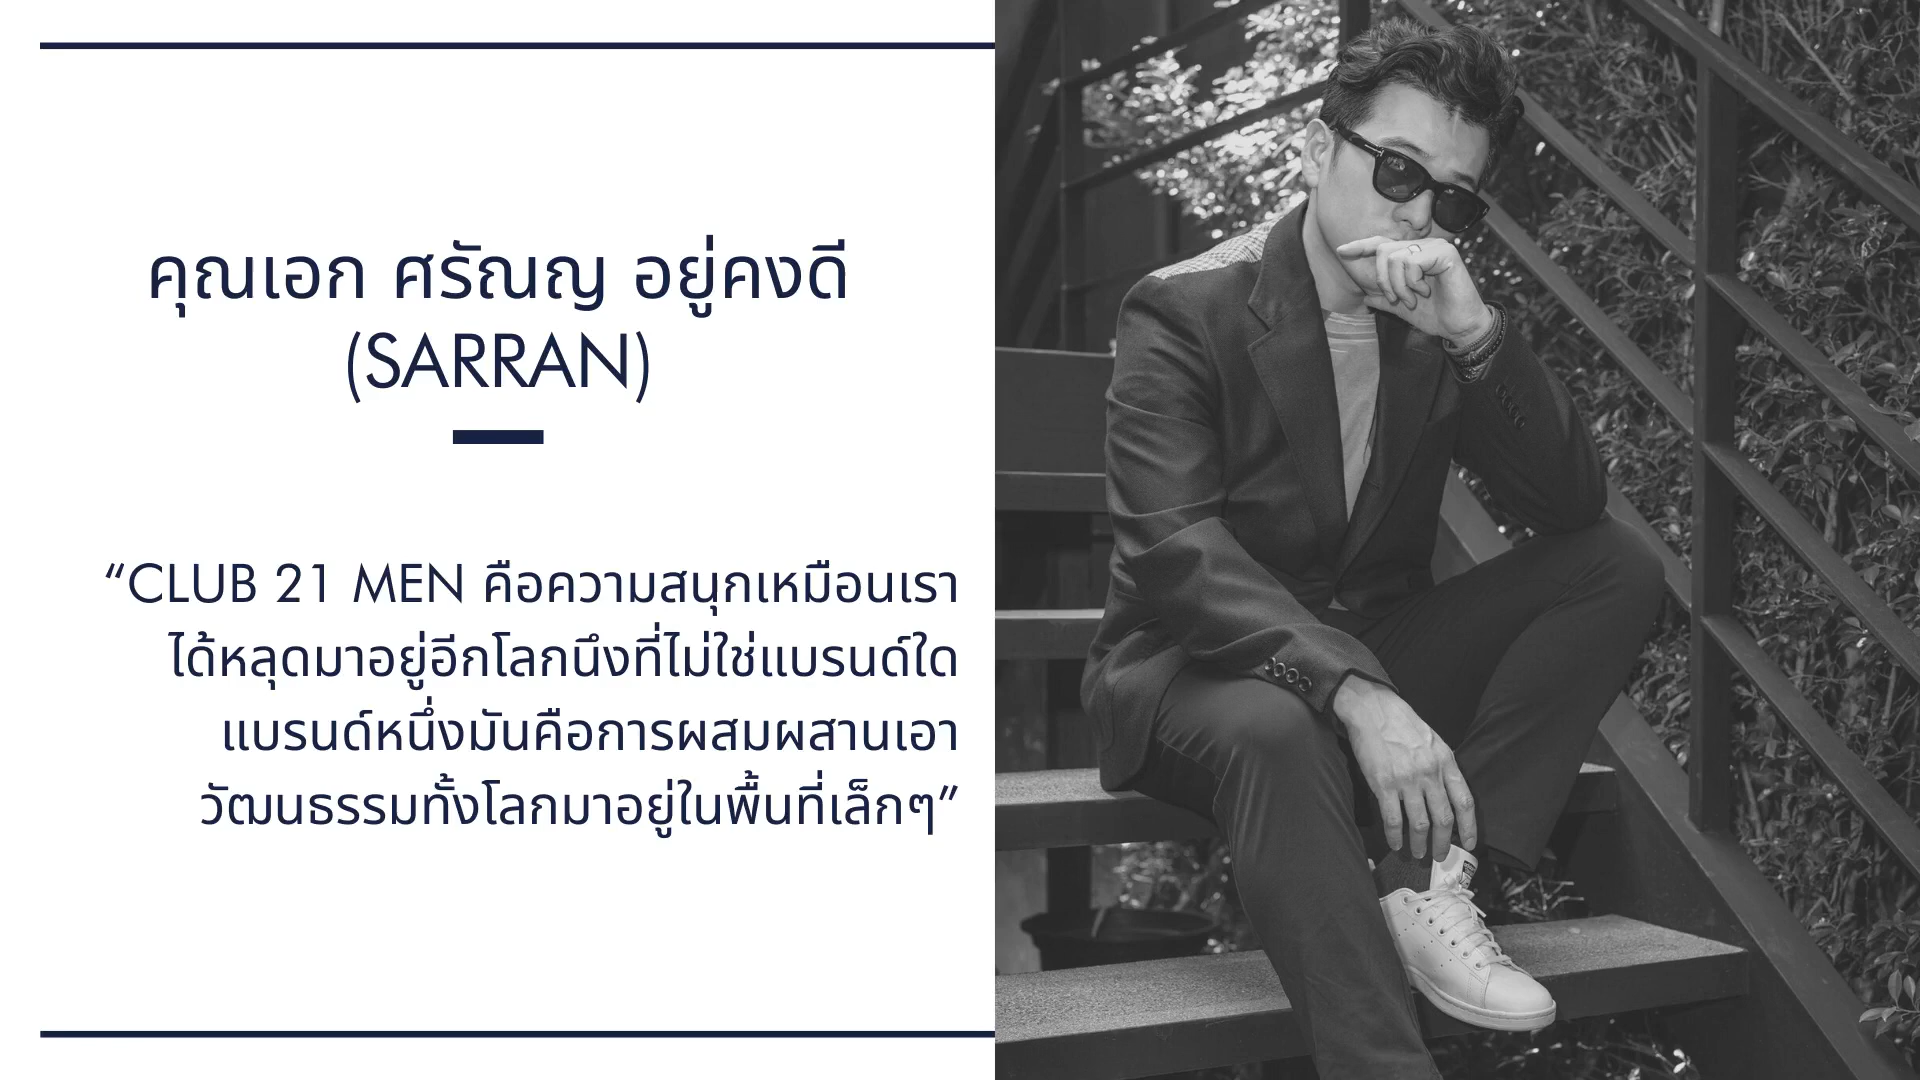 คุณเอก ศรัณญ อยู่คงดี
(SARRAN)
“CLUB 21 MEN คือความสนุกเหมือนเรา
ได้หลุดมาอยู่อีกโลกนึงที่ไม่ใช่แบรนด์ใด
แบรนด์หนึ่งมันคือการผสมผสานเอา
วัฒนธรรมทั้งโลกมาอยู่ในพื้นที่เล็กๆ”